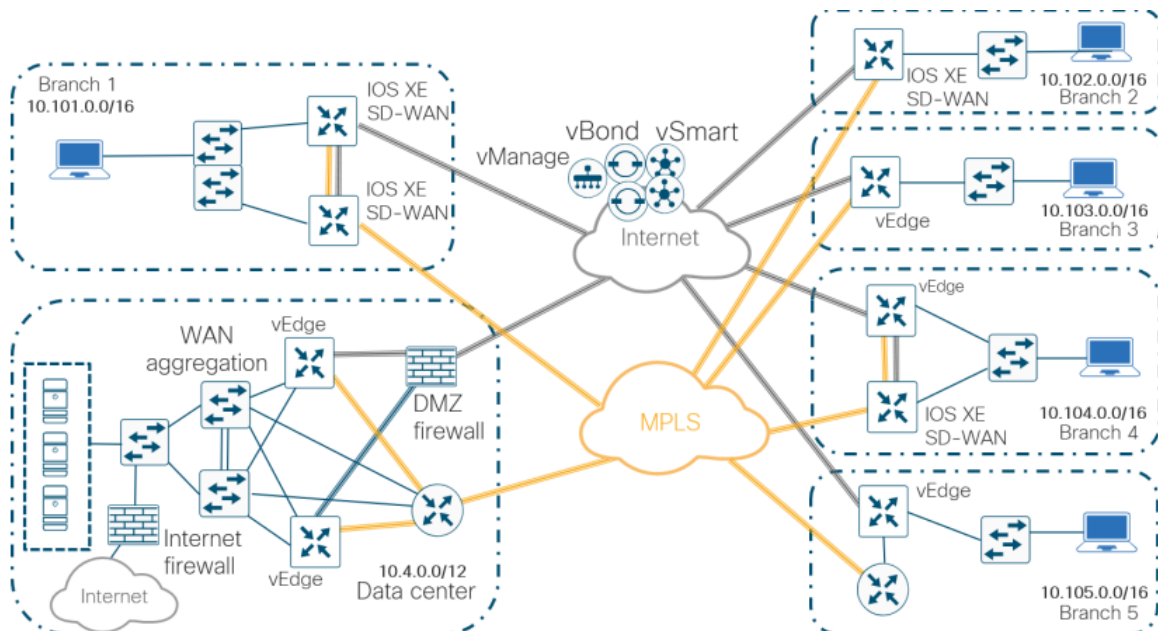 Branch 1
10.101.0.0/16
IOS XE
SD-WAN
IOS XE
SD-WAN
vManage
vBond
vSmart
Internet
IOS XE
SD-WAN
10.102.0.0/16
Branch 2
vEdge
10.103.0.0/16
Branch 3
WAN
aggregation
vEdge
DMZ
firewall
Internet
firewall
Internet
vEdge
10.4.0.0/12
Data center
MPLS
vEdge
IOS XE
SD-WAN
10.104.0.0/16
Branch 4
vEdge
10.105.0.0/16
Branch 5